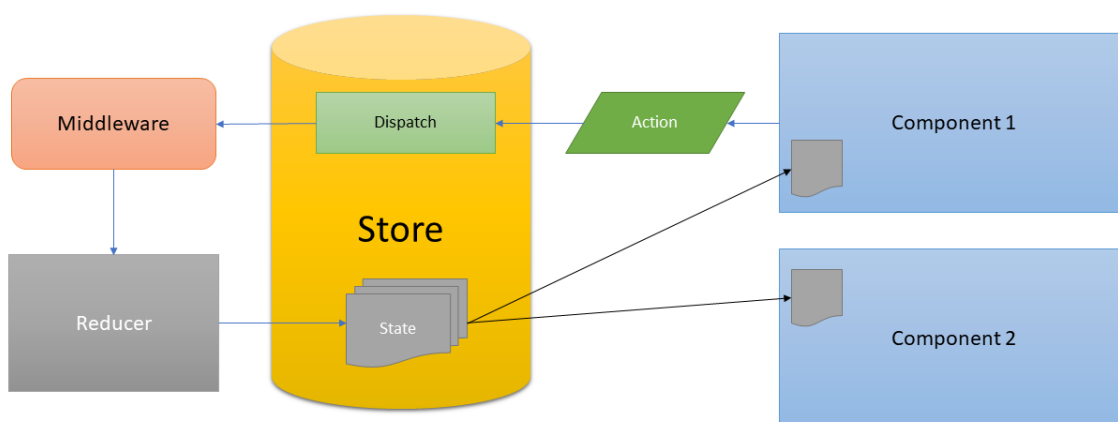 Middleware
Dispatch
Action
Component 1
Store
Reducer
State
Component 2